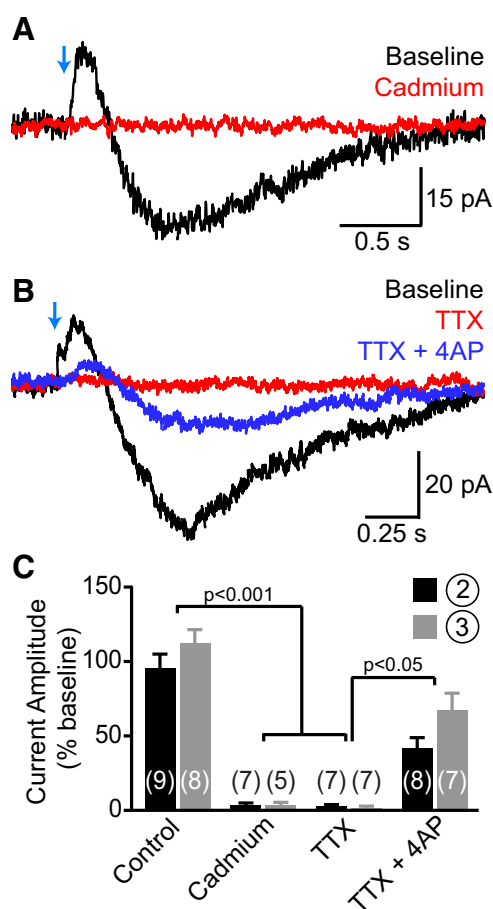 A
Baseline
Cadmium
15 pA
0.5 s
B
Baseline
TTX
TTX + 4AP
20 pA
0.25 s
C
Current Amplitude
(% baseline)
150
100
50
0
p<0.001
p<0.05
2
3
(9) (8) (7) (5) (7) (7) (8) (7)
Control
Cadmium
TTX
TTX + 4AP